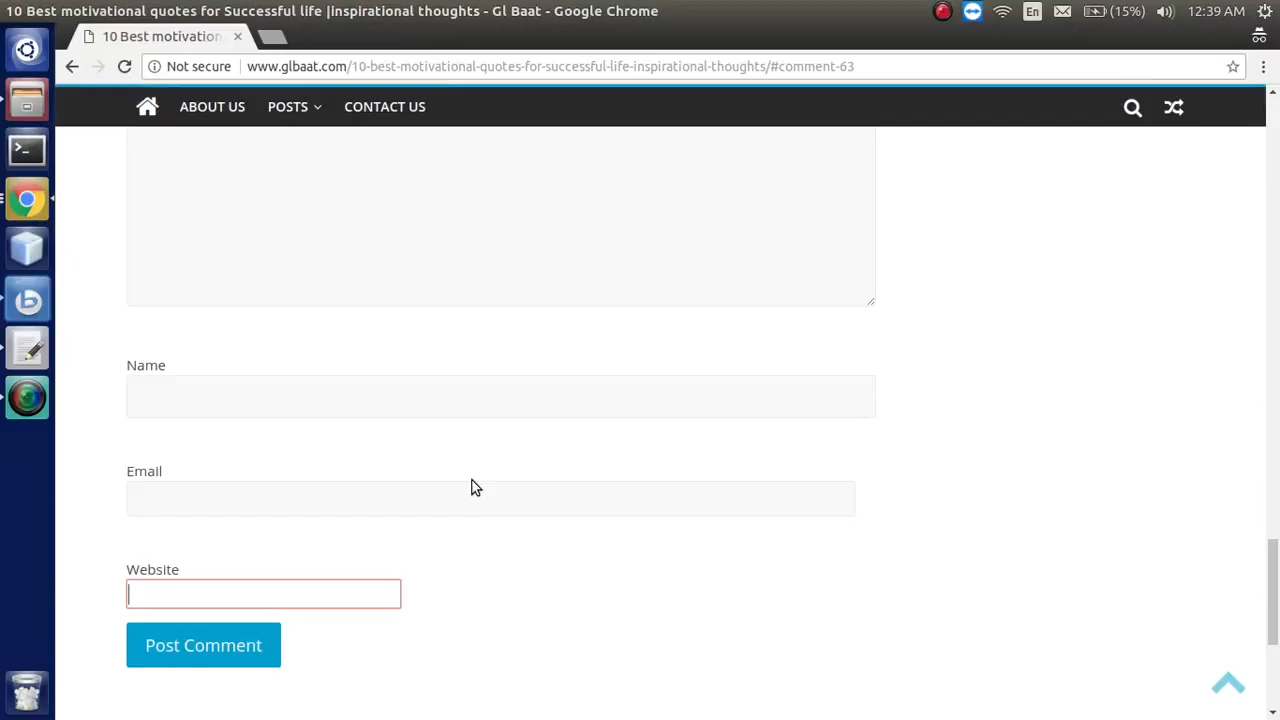 10 Best motivational quotes for Successful life |inspirational thoughts - Gl Baat - Google Chrome
En
(15%)
12:39 AM
10 Best motivation
Not secure
www.glbaat.com/10-best-motivational-quotes-for-successful-life-inspirational-thoughts/#comment-63
ABOUT US
POSTS
CONTACT US
Name
Email
Website
Post Comment